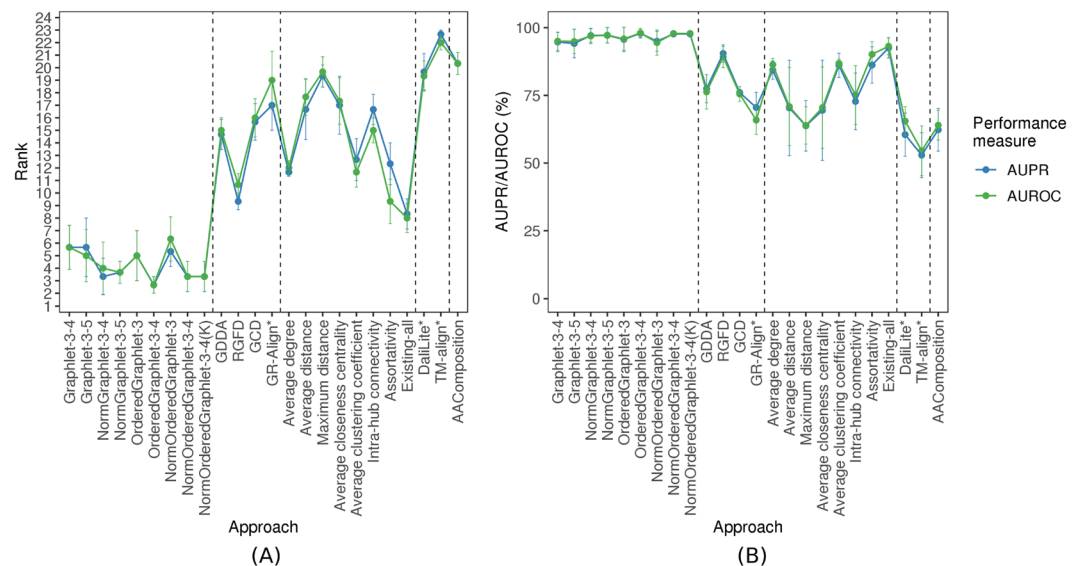 24
23
22
21
20
19
18
17
16
15
14
13
12
11
10
9
8
7
6
5
4
3
2
1
Rank
Graphlet-3-4
Graphlet-3-5
NormGraphlet-3-4
NormGraphlet-3-5
OrderedGraphlet-3
OrderedGraphlet-3-4
NormOrderedGraphlet-3
NormOrderedGraphlet-3-4
NormOrderedGraphlet-3-4(K)
GDDA
RGFD
GCD
GR-Align*
Average degree
Average distance
Maximum distance
Average closeness centrality
Average clustering coefficient
Intra-hub connectivity
Assortativity
Existing-all
DaliLite*
TM-align*
AAComposition
Approach
(A)
100
75
50
25
0
AUPR/AUROC (%)
Graphlet-3-4
Graphlet-3-5
NormGraphlet-3-4
NormGraphlet-3-5
OrderedGraphlet-3
OrderedGraphlet-3-4
NormOrderedGraphlet-3
NormOrderedGraphlet-3-4
NormOrderedGraphlet-3-4(K)
GDDA
RGFD
GCD
GR-Align*
Average degree
Average distance
Maximum distance
Average closeness centrality
Average clustering coefficient
Intra-hub connectivity
Assortativity
Existing-all
DaliLite*
TM-align*
AAComposition
Approach
(B)
Performance
measure
AUPR
AUROC